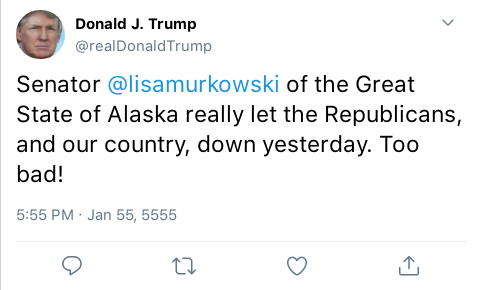 Donald J. Trump
@realDonaldTrump
Senator @lisamurkowski of the Great
State of Alaska really let the Republicans,
and our country, down yesterday. Too
bad!
5:55 PM · Jan 55, 5555